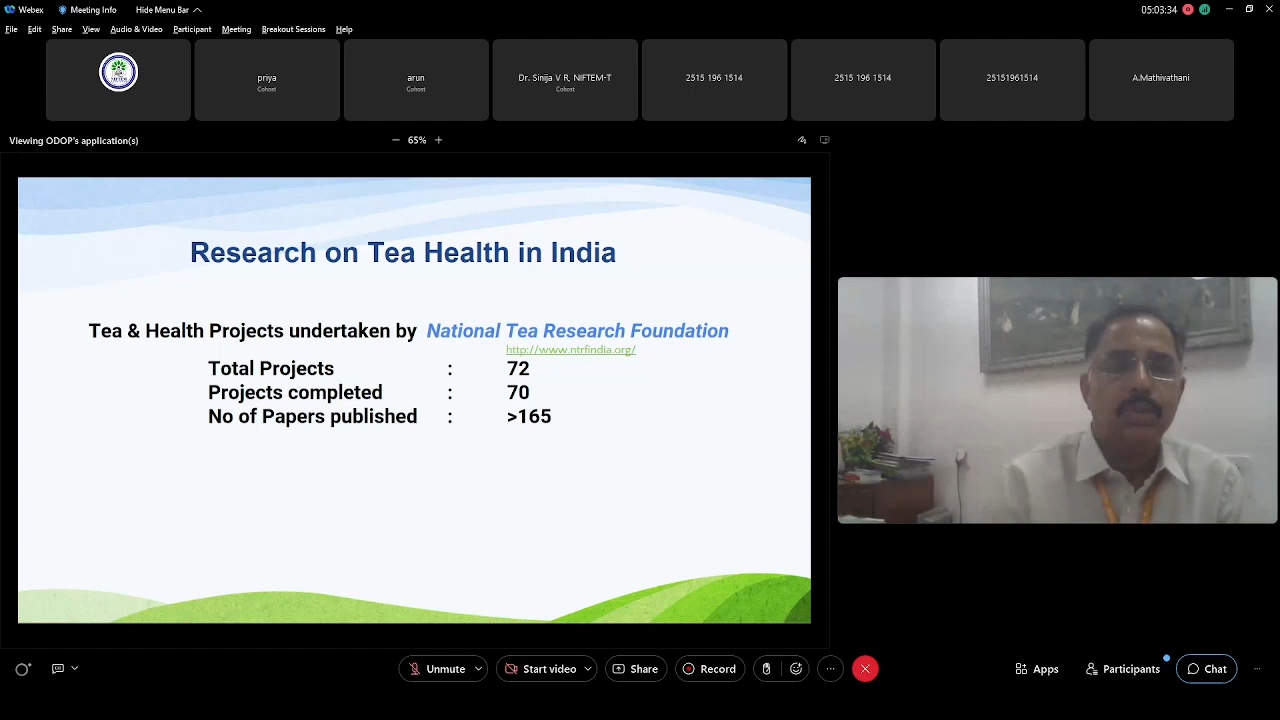 Webex
Meeting Info
Hide Menu Bar
05:03:34
File Edit Share View Audio & Video Participant Meeting Breakout Sessions Help
priya
Cohost
arun
Cohost
Dr. Sinija V R, NIFTEM-T
Cohost
2515 196 1514
2515 196 1514
25151961514
A.Mathivathani
Viewing ODOP's application(s)
65%
Research on Tea Health in India
Tea & Health Projects undertaken by National Tea Research Foundation
http://www.ntrfindia.org/
Total Projects : 72
Projects completed : 70
No of Papers published : >165
Unmute
Start video
Share
Record
Apps
Participants
Chat